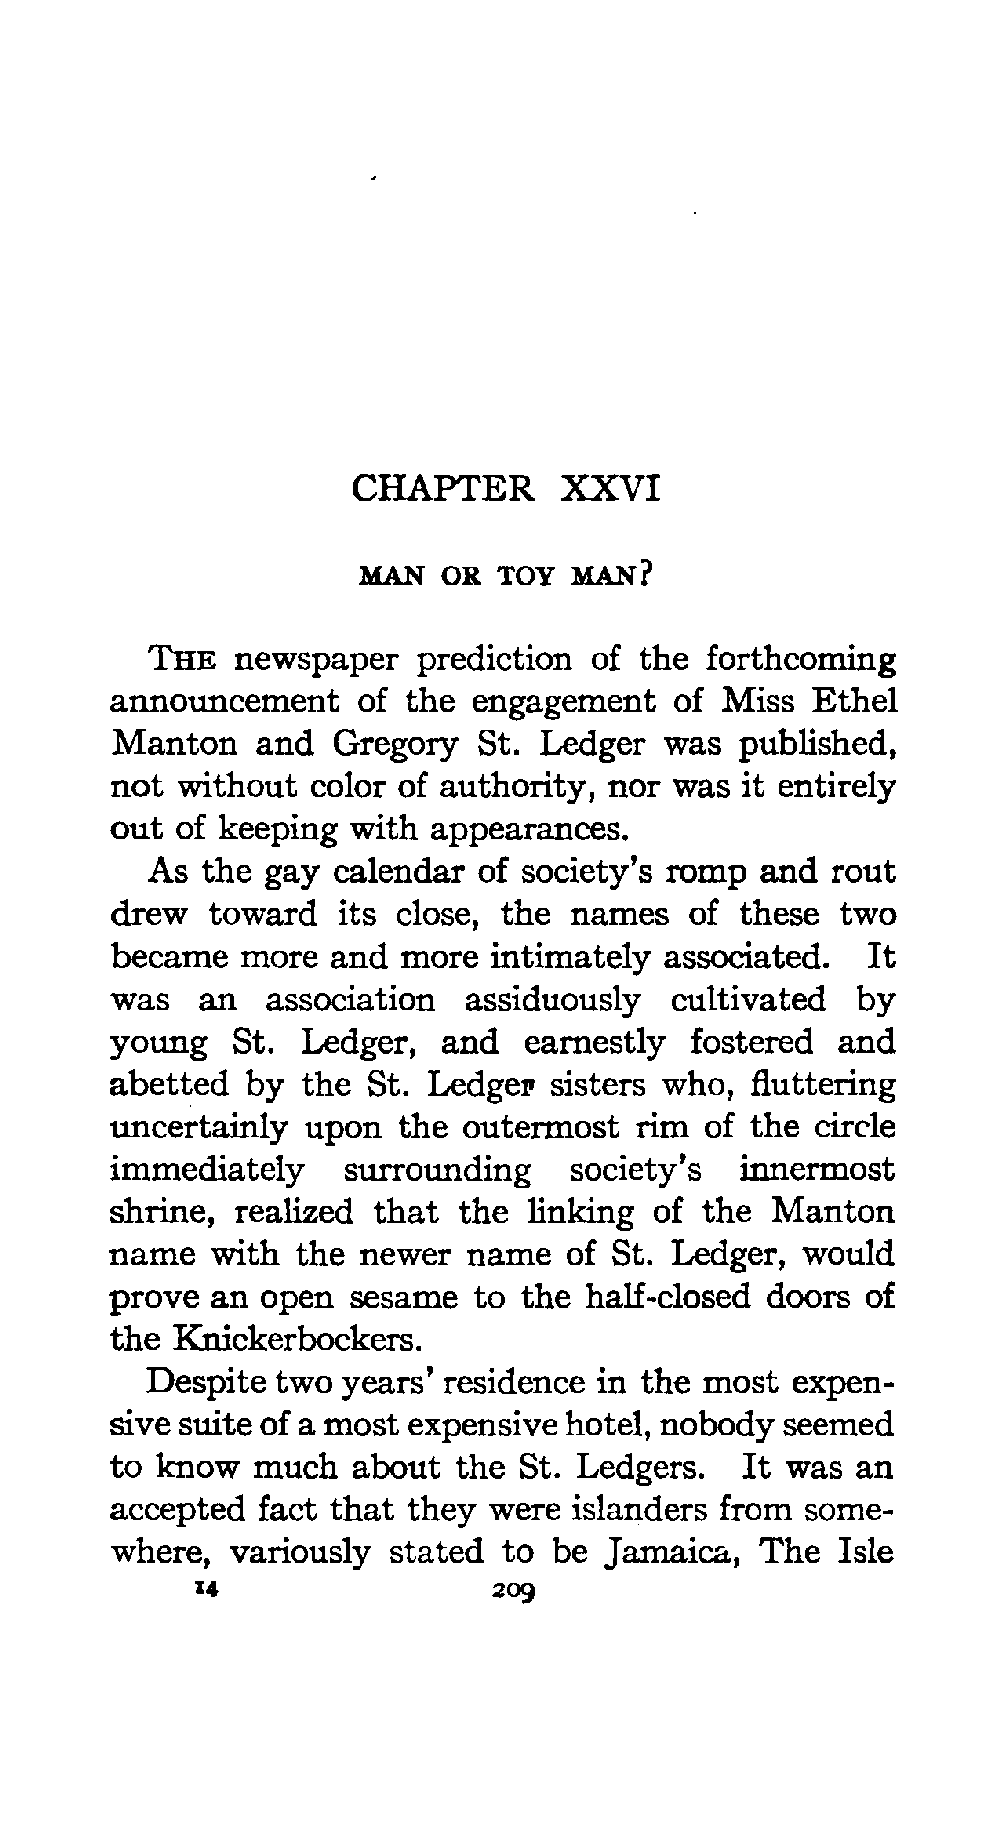 CHAPTER XXVI
MAN OR TOY MAN?
THE newspaper prediction of the forthcoming
announcement of the engagement of Miss Ethel
Manton and Gregory St. Ledger was published,
not without color of authority, nor was it entirely
out of keeping with appearances.
As the gay calendar of society's romp and rout
drew toward its close, the names of these two
became more and more intimately associated. It
was an association assiduously cultivated by
young St. Ledger, and earnestly fostered and
abetted by the St. Ledger sisters who, fluttering
uncertainly upon the outermost rim of the circle
immediately surrounding society's innermost
shrine, realized that the linking of the Manton
name with the newer name of St. Ledger, would
prove an open sesame to the half-closed doors of
the Knickerbockers.
Despite two years' residence in the most expen-
sive suite of a most expensive hotel, nobody seemed
to know much about the St. Ledgers. It was an
accepted fact that they were islanders from some-
where, variously stated to be Jamaica, The Isle
14 209